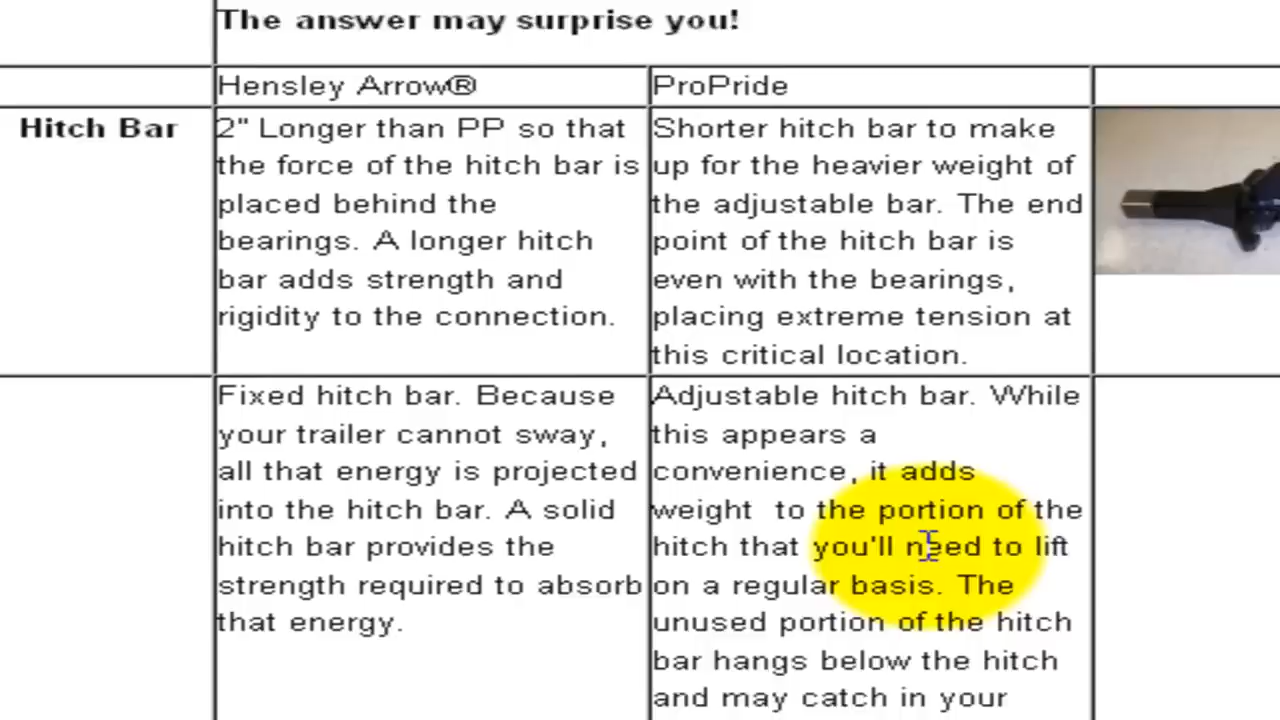 The answer may surprise you!
Hensley Arrow®
ProPride
Hitch Bar
2" Longer than PP so that
the force of the hitch bar is
placed behind the
bearings. A longer hitch
bar adds strength and
rigidity to the connection.
Shorter hitch bar to make
up for the heavier weight of
the adjustable bar. The end
point of the hitch bar is
even with the bearings,
placing extreme tension at
this critical location.
Fixed hitch bar. Because
your trailer cannot sway,
all that energy is projected
into the hitch bar. A solid
hitch bar provides the
strength required to absorb
that energy.
Adjustable hitch bar. While
this appears a
convenience, it adds
weight to the portion of the
hitch that you'll need to lift
on a regular basis. The
unused portion of the hitch
bar hangs below the hitch
and may catch in your